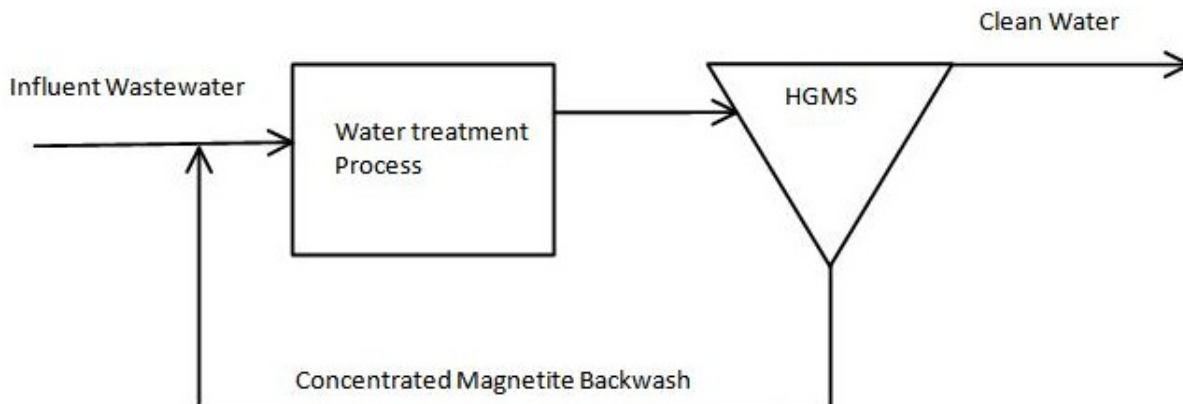 Clean Water
Influent Wastewater
HGMS
Water treatment
Process
Concentrated Magnetite Backwash